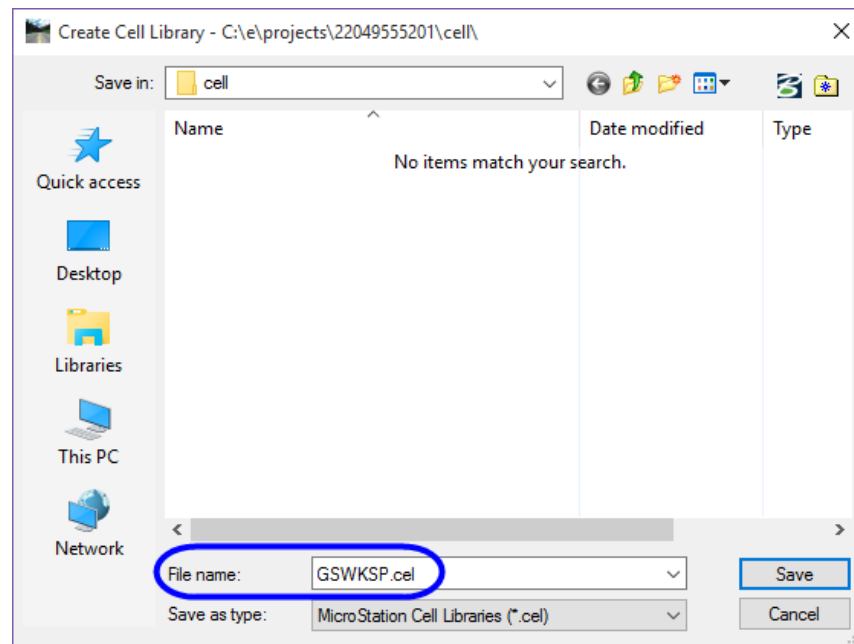 Create Cell Library - C:\e\projects\22049555201\cell\
Save in: cell
Name Date modified Type
No items match your search.
Quick access
Desktop
Libraries
This PC
Network
File name: GSWKSP.cel Save
Save as type: MicroStation Cell Libraries (*.cel) Cancel